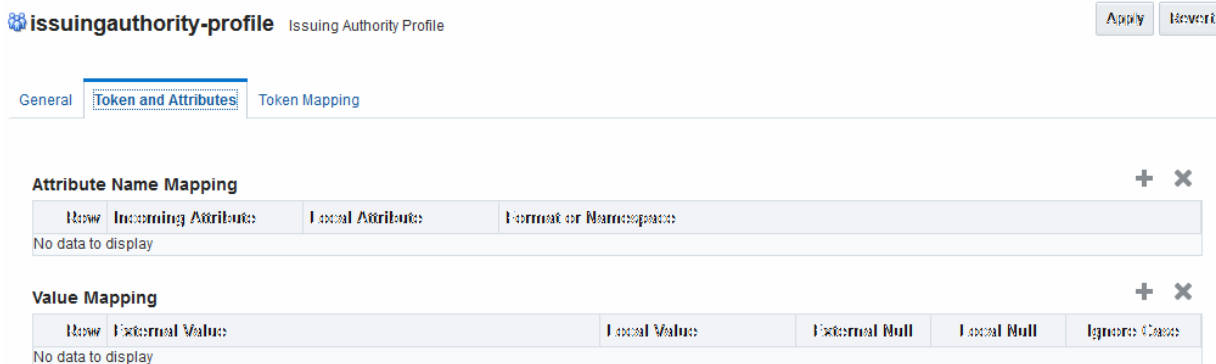 issuingauthority-profile Issuing Authority Profile Apply Revert
General Token and Attributes Token Mapping
Attribute Name Mapping
Row Incoming Attribute Local Attribute Format or Namespace
No data to display
Value Mapping
Row External Value Local Value External Null Local Null Ignore Case
No data to display